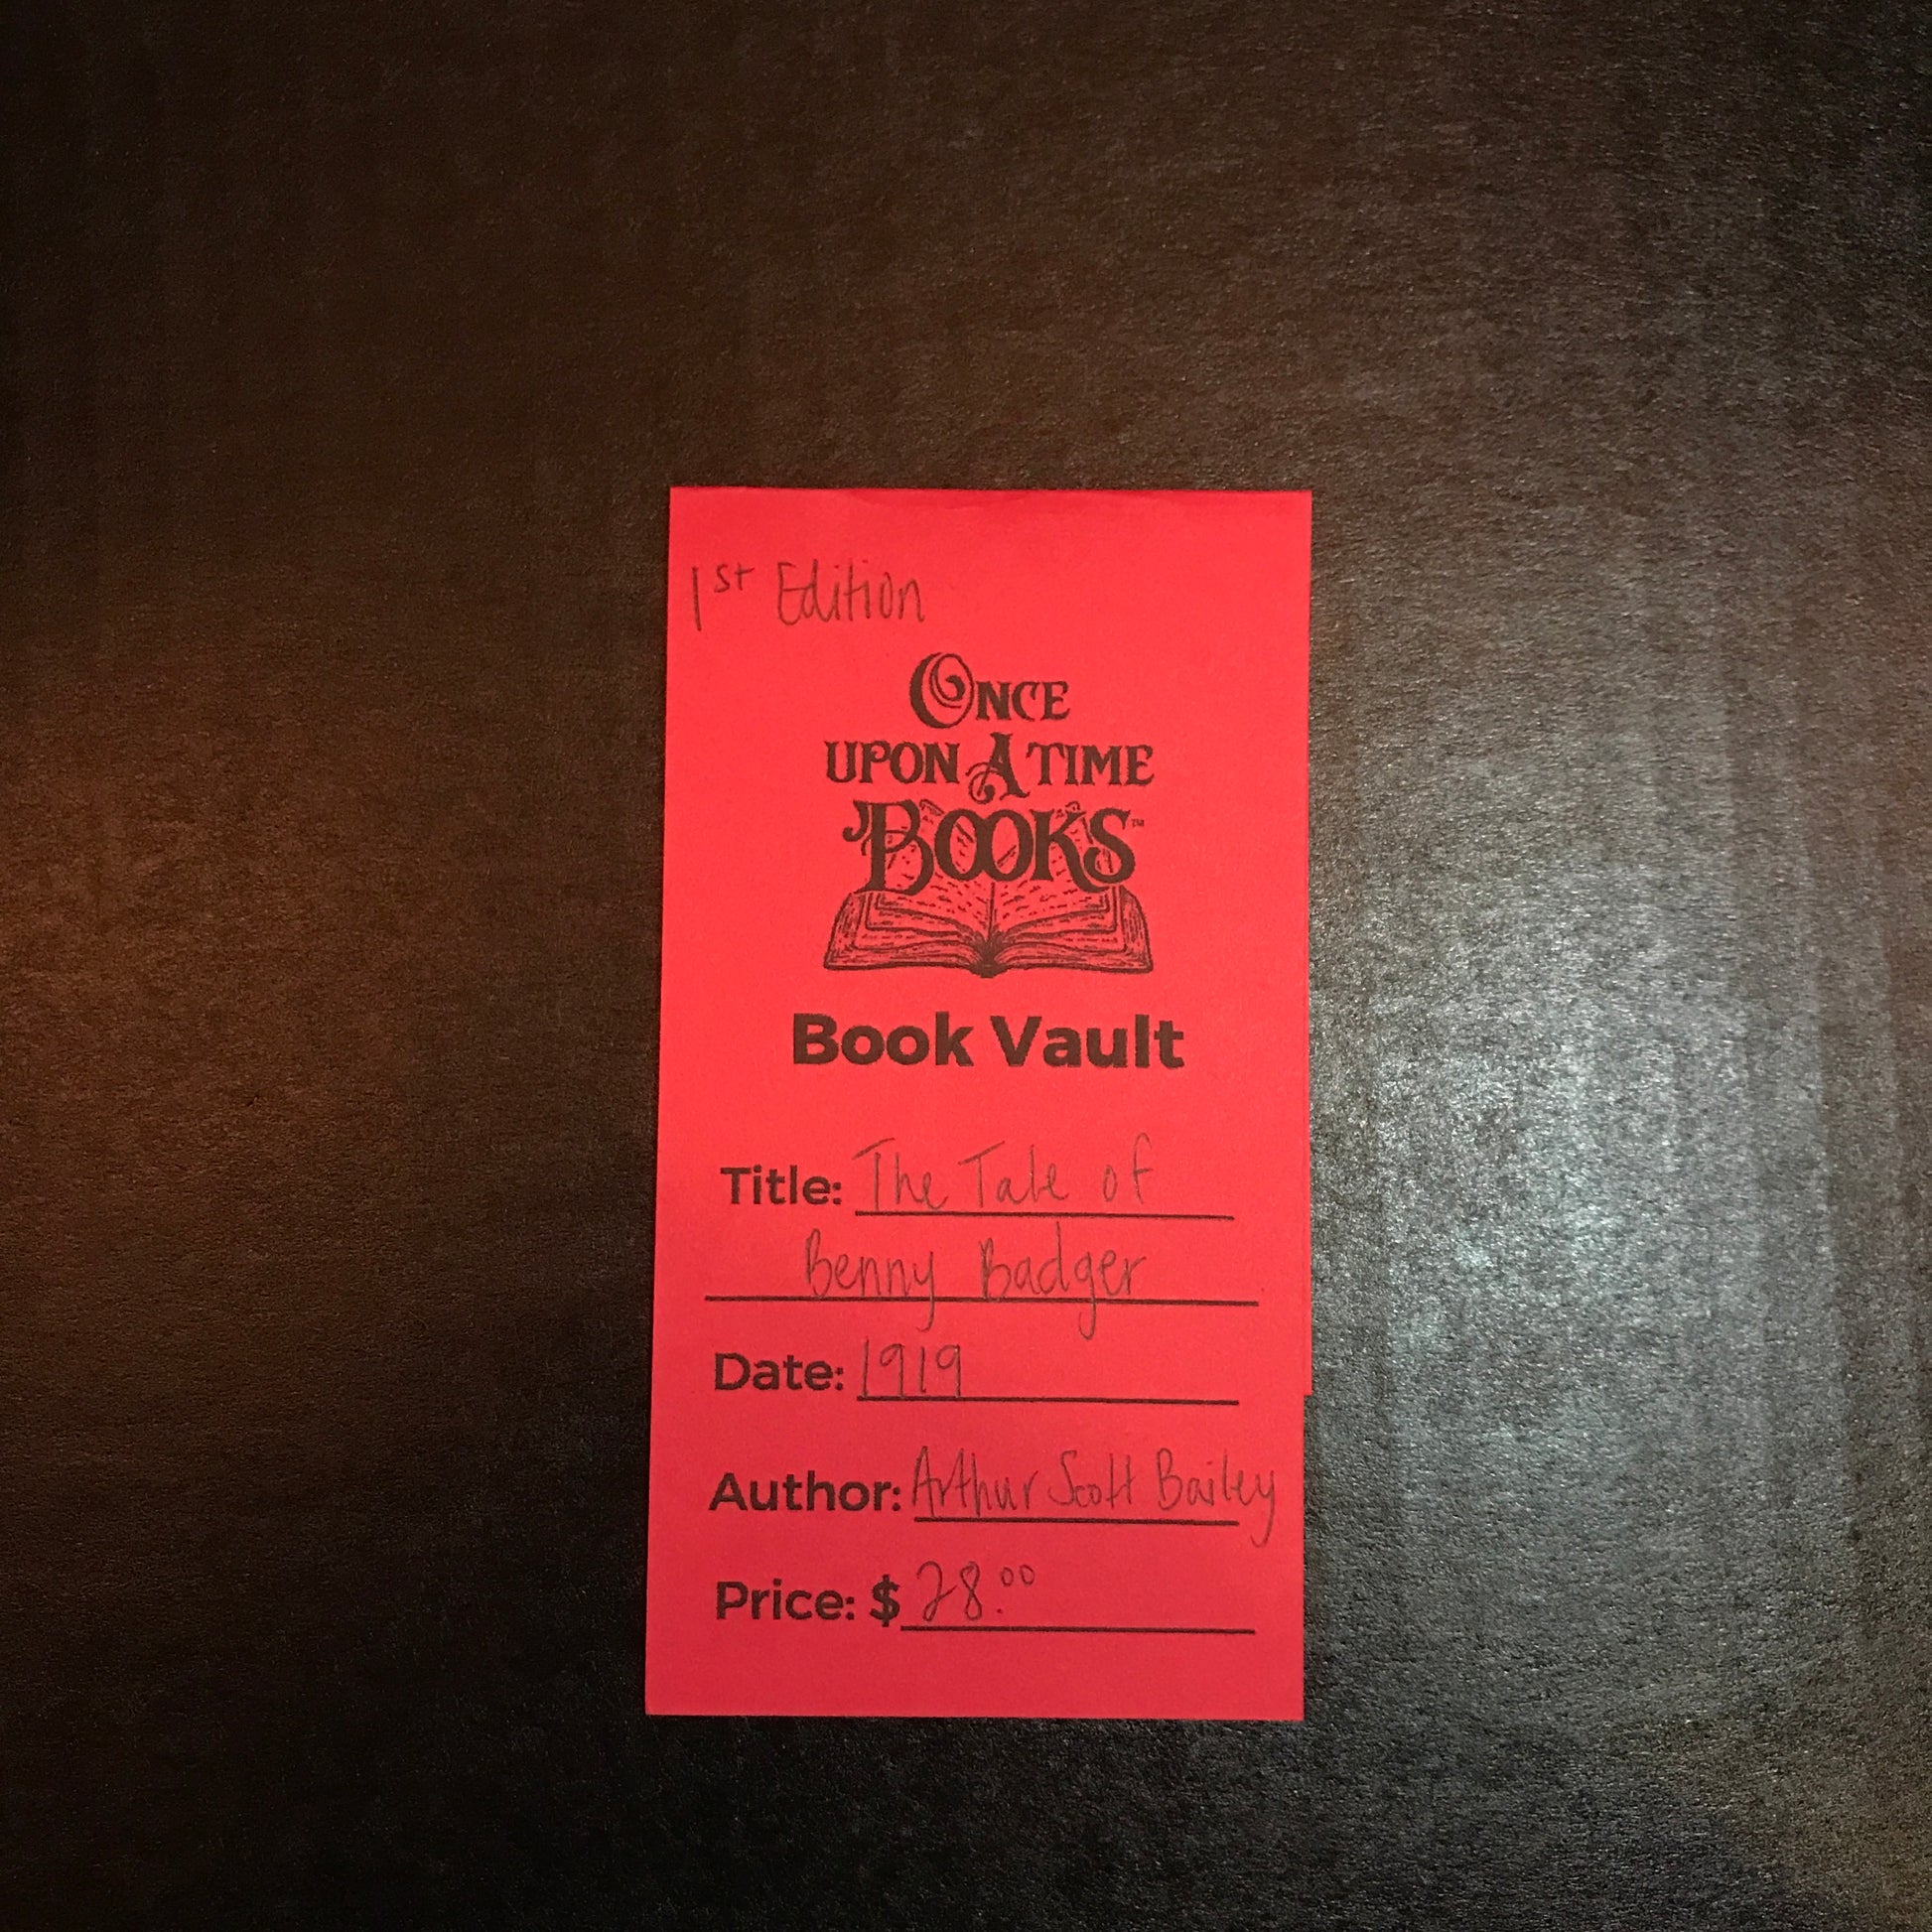 1st Edition
ONCE
UPON A TIME
BOOKS™
Book Vault
Title: The Tale of
Benny Badger
Date: 1919
Author: Arthur Scott Bailey
Price: $ 28.00